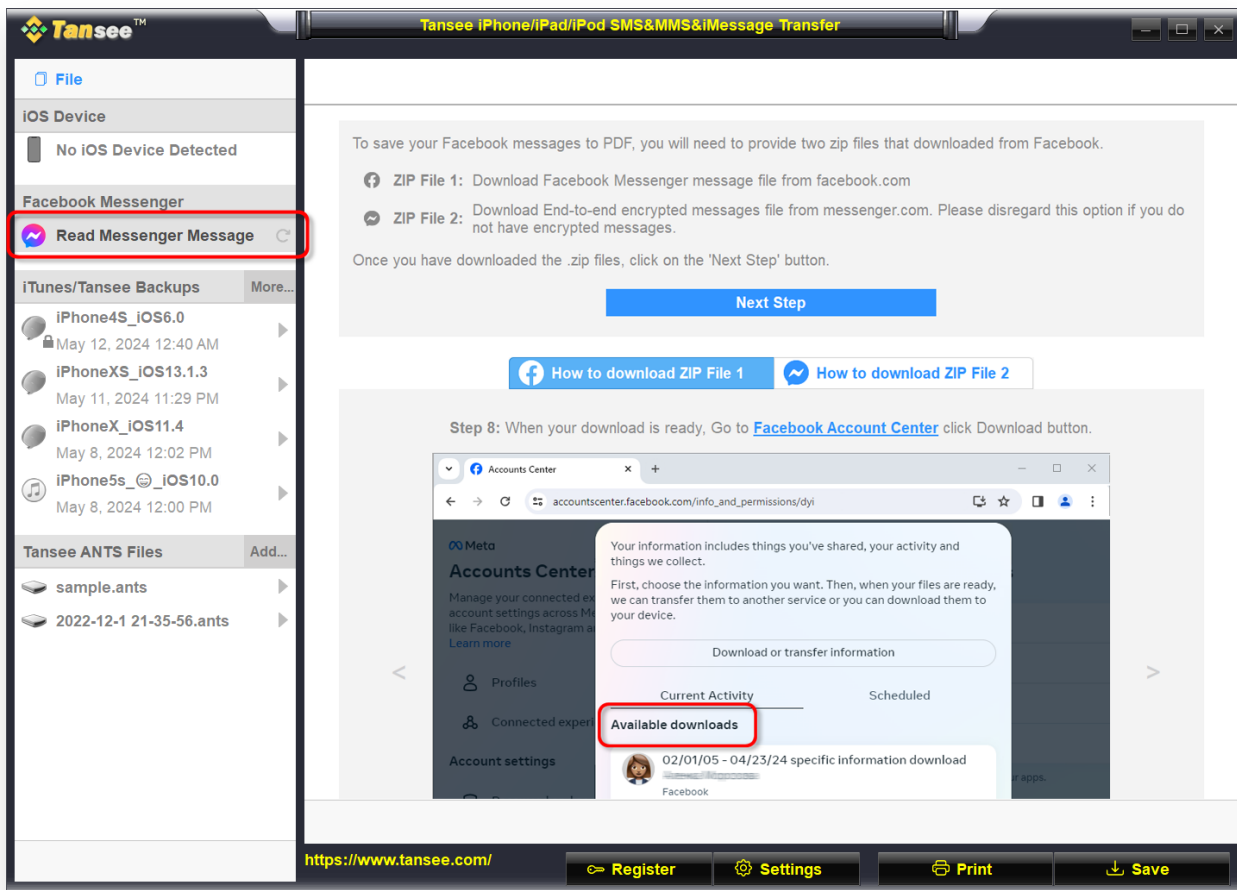 Tansee™
Tansee iPhone/iPad/iPod SMS&MMS&iMessage Transfer
File
iOS Device
No iOS Device Detected
Facebook Messenger
Read Messenger Message
iTunes/Tansee Backups More...
iPhone4S_iOS6.0
May 12, 2024 12:40 AM
iPhoneXS_iOS13.1.3
May 11, 2024 11:29 PM
iPhoneX_iOS11.4
May 8, 2024 12:02 PM
iPhone5s_😄_iOS10.0
May 8, 2024 12:00 PM
Tansee ANTS Files Add...
sample.ants
2022-12-1 21-35-56.ants
To save your Facebook messages to PDF, you will need to provide two zip files that downloaded from Facebook.
ZIP File 1: Download Facebook Messenger message file from facebook.com
ZIP File 2: Download End-to-end encrypted messages file from messenger.com. Please disregard this option if you do
not have encrypted messages.
Once you have downloaded the .zip files, click on the 'Next Step' button.
Next Step
How to download ZIP File 1 How to download ZIP File 2
Step 8: When your download is ready, Go to Facebook Account Center click Download button.
Accounts Center
accountscenter.facebook.com/info_and_permissions/dyi
Meta
Accounts Center
Manage your connected
account settings across
like Facebook, Instagram
Learn more
Profiles
Connected
Account settings
Your information includes things you've shared, your activity and
things we collect.
First, choose the information you want. Then, when your files are ready,
we can transfer them to another service or you can download them to
your device.
Download or transfer information
Current Activity Scheduled
Available downloads
02/01/05 - 04/23/24 specific information download
Facebook
apps.
https://www.tansee.com/
Register Settings Print Save